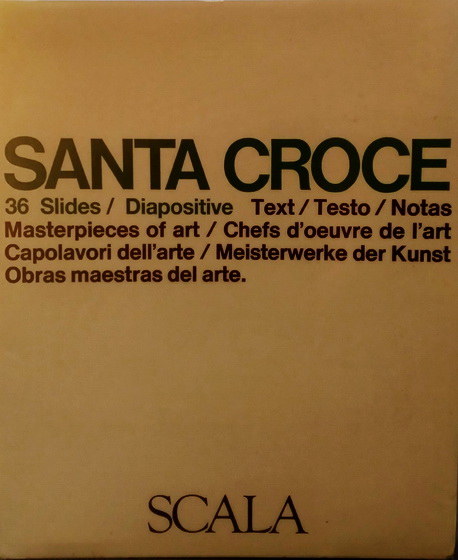 SANTA CROCE
36 Slides / Diapositive Text / Testo / Notas
Masterpieces of art / Chefs d'oeuvre de l'art
Capolavori dell'arte / Meisterwerke der Kunst
Obras maestras del arte.
SCALA